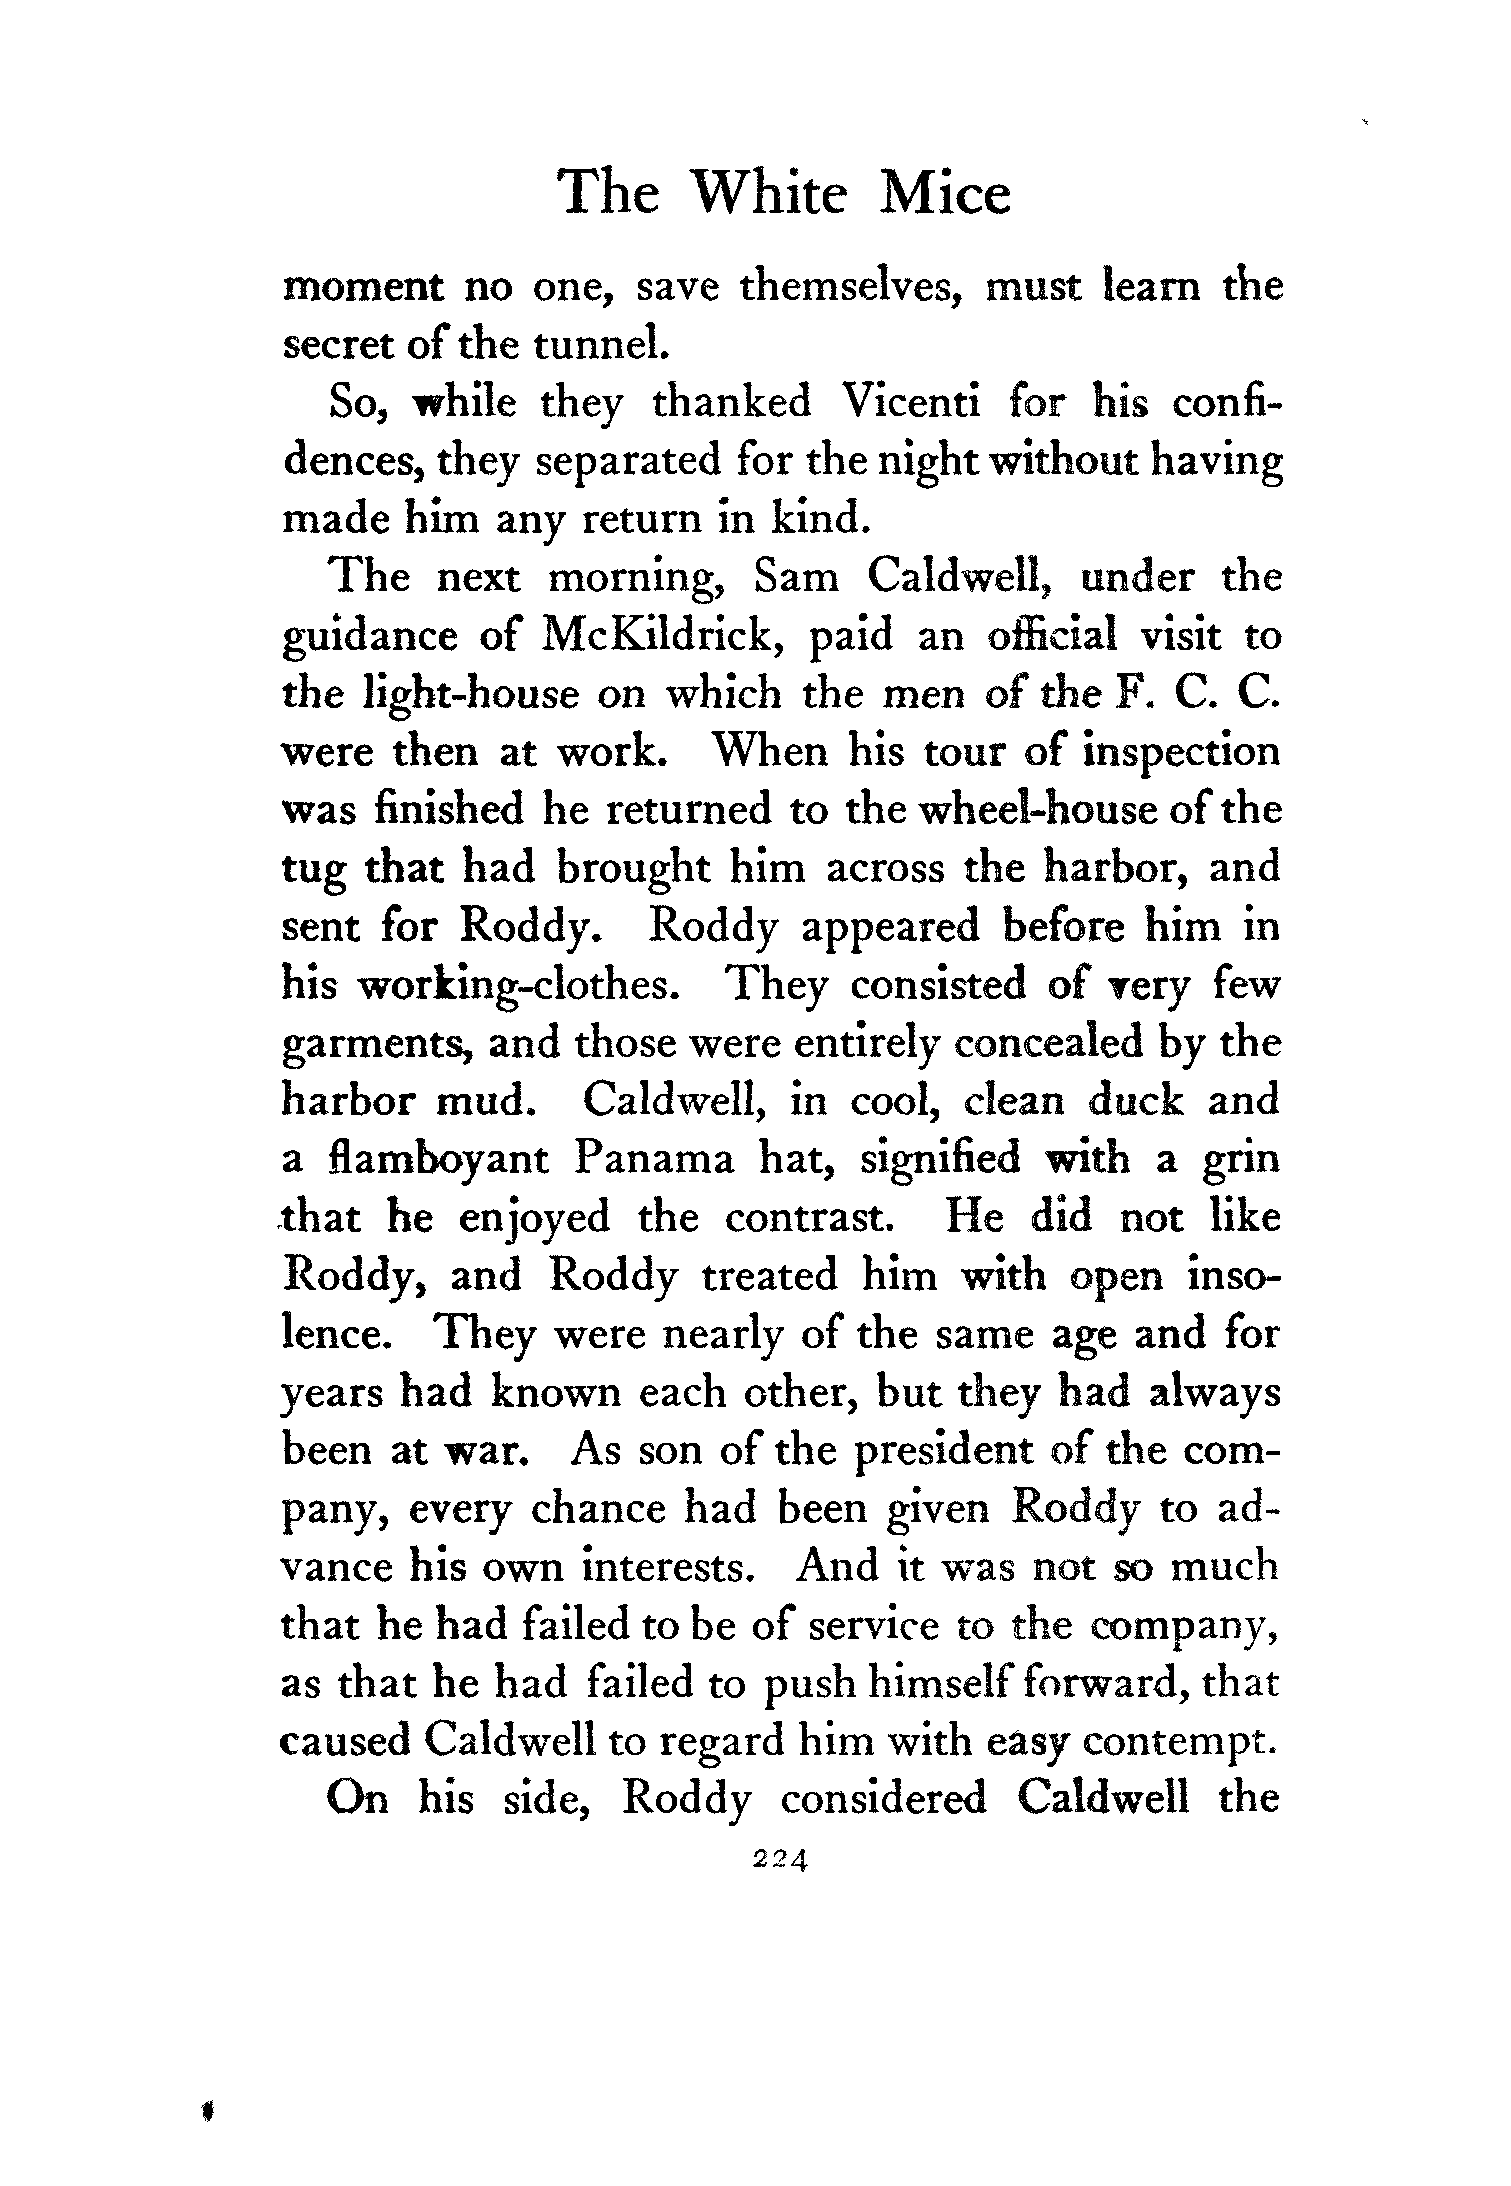 The White Mice
moment no one, save themselves, must learn the
secret of the tunnel.
So, while they thanked Vicenti for his confi-
dences, they separated for the night without having
made him any return in kind.
The next morning, Sam Caldwell, under the
guidance of McKildrick, paid an official visit to
the light-house on which the men of the F. C. C.
were then at work. When his tour of inspection
was finished he returned to the wheel-house of the
tug that had brought him across the harbor, and
sent for Roddy. Roddy appeared before him in
his working-clothes. They consisted of very few
garments, and those were entirely concealed by the
harbor mud. Caldwell, in cool, clean duck and
a flamboyant Panama hat, signified with a grin
that he enjoyed the contrast. He did not like
Roddy, and Roddy treated him with open inso-
lence. They were nearly of the same age and for
years had known each other, but they had always
been at war. As son of the president of the com-
pany, every chance had been given Roddy to ad-
vance his own interests. And it was not so much
that he had failed to be of service to the company,
as that he had failed to push himself forward, that
caused Caldwell to regard him with easy contempt.
On his side, Roddy considered Caldwell the
224